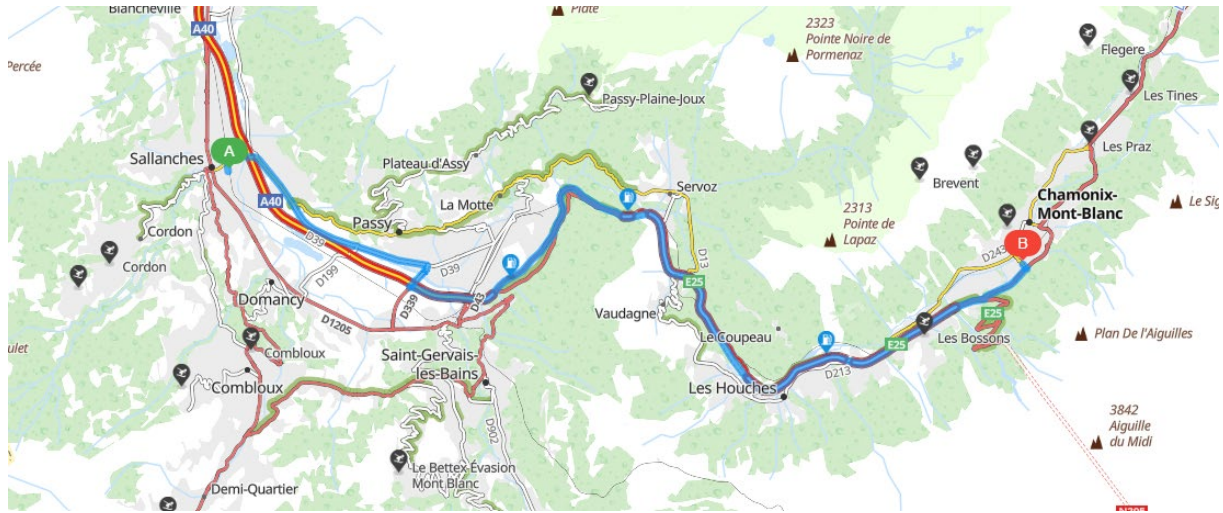 Blancheville
A40
Percée
Plate
2323
Pointe Noire de
Pormenaz
Flegere
Les Tines
Passy-Plaine-Joux
Les Praz
A
Sallanches
Plateau d'Assy
Brevent
A40
La Motte
Servoz
Chamonix-
Mont-Blanc
Le Sig
2313
Pointe de
Lapaz
Cordon
Passy
D39
D39
D13
D243
B
Cordon
D199
E25
Domancy
D339
D43
Vaudagne
E25
D1205
Le Coupeau
E25
Les Bossons
Plan De l'Aiguilles
oulet
Combloux
Saint-Gervais-
les-Bains
D213
Combloux
Les Houches
3842
Aiguille
du Midi
D902
Le Bettex Évasion
Mont Blanc
Demi-Quartier
N205